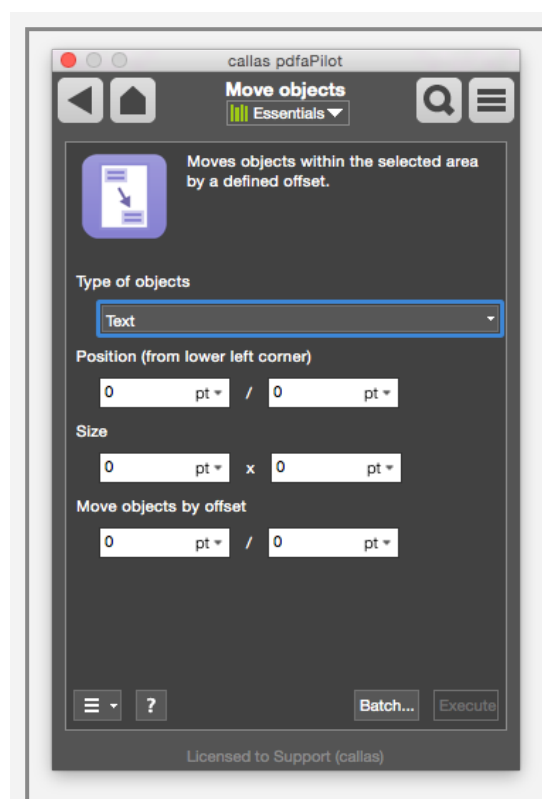 callas pdfaPilot
Move objects
Essentials
Moves objects within the selected area
by a defined offset.
Type of objects
Text
Position (from lower left corner)
0 pt / 0 pt
Size
0 pt x 0 pt
Move objects by offset
0 pt / 0 pt
? Batch... Execute
Licensed to Support (callas)